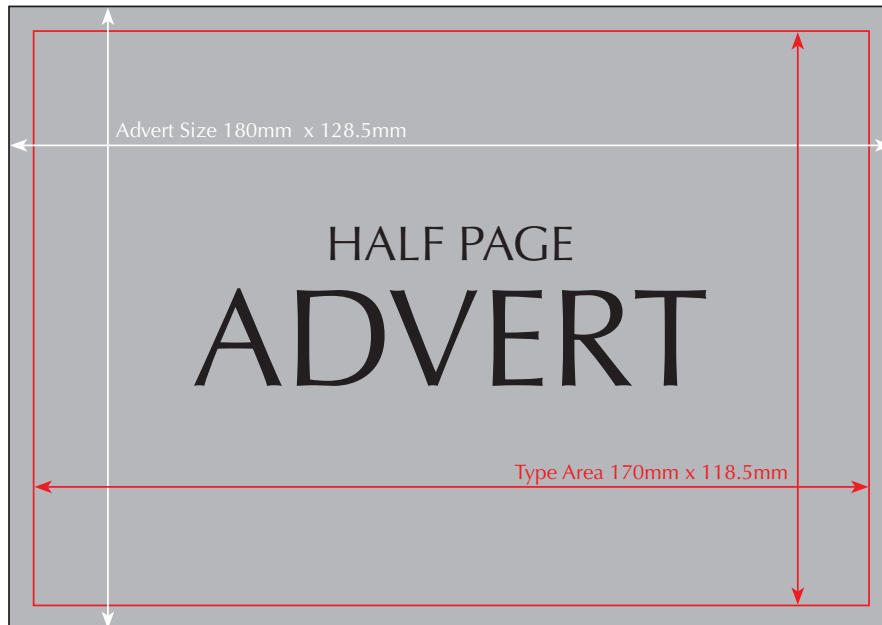 Advert Size 180mm  x 128.5mm
HALF PAGE
ADVERT
Type Area 170mm x 118.5mm